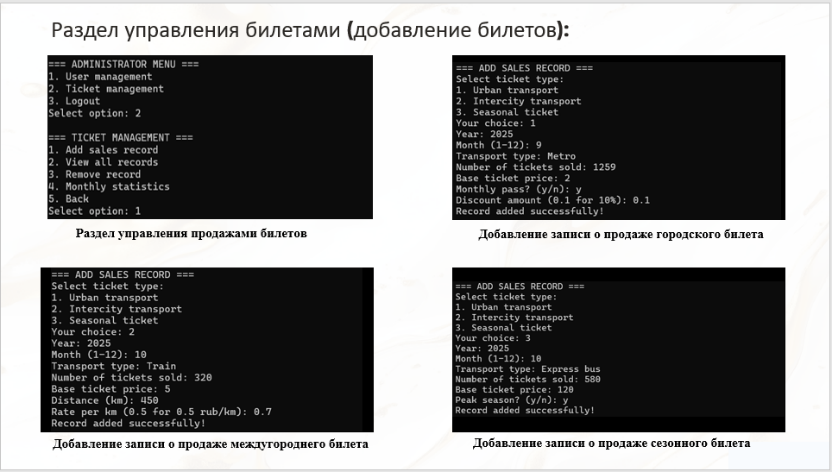 Раздел управления билетами (добавление билетов):
=== ADMINISTRATOR MENU ===
1. User management
2. Ticket management
3. Logout
Select option: 2
=== TICKET MANAGEMENT ===
1. Add sales record
2. View all records
3. Remove record
4. Monthly statistics
5. Back
Select option: 1
Раздел управления продажами билетов
=== ADD SALES RECORD ===
Select ticket type:
1. Urban transport
2. Intercity transport
3. Seasonal ticket
Your choice: 1
Year: 2025
Month (1-12): 9
Transport type: Metro
Number of tickets sold: 1259
Base ticket price: 2
Monthly pass? (y/n): y
Discount amount (0.1 for 10%): 0.1
Record added successfully!
Добавление записи о продаже городского билета
=== ADD SALES RECORD ===
Select ticket type:
1. Urban transport
2. Intercity transport
3. Seasonal ticket
Your choice: 2
Year: 2025
Month (1-12): 10
Transport type: Train
Number of tickets sold: 320
Base ticket price: 5
Distance (km): 450
Rate per km (0.5 for 0.5 rub/km): 0.7
Record added successfully!
Добавление записи о продаже междугороднего билета
=== ADD SALES RECORD ===
Select ticket type:
1. Urban transport
2. Intercity transport
3. Seasonal ticket
Your choice: 3
Year: 2025
Month (1-12): 10
Transport type: Express bus
Number of tickets sold: 580
Base ticket price: 120
Peak season? (y/n): y
Record added successfully!
Добавление записи о продаже сезонного билета